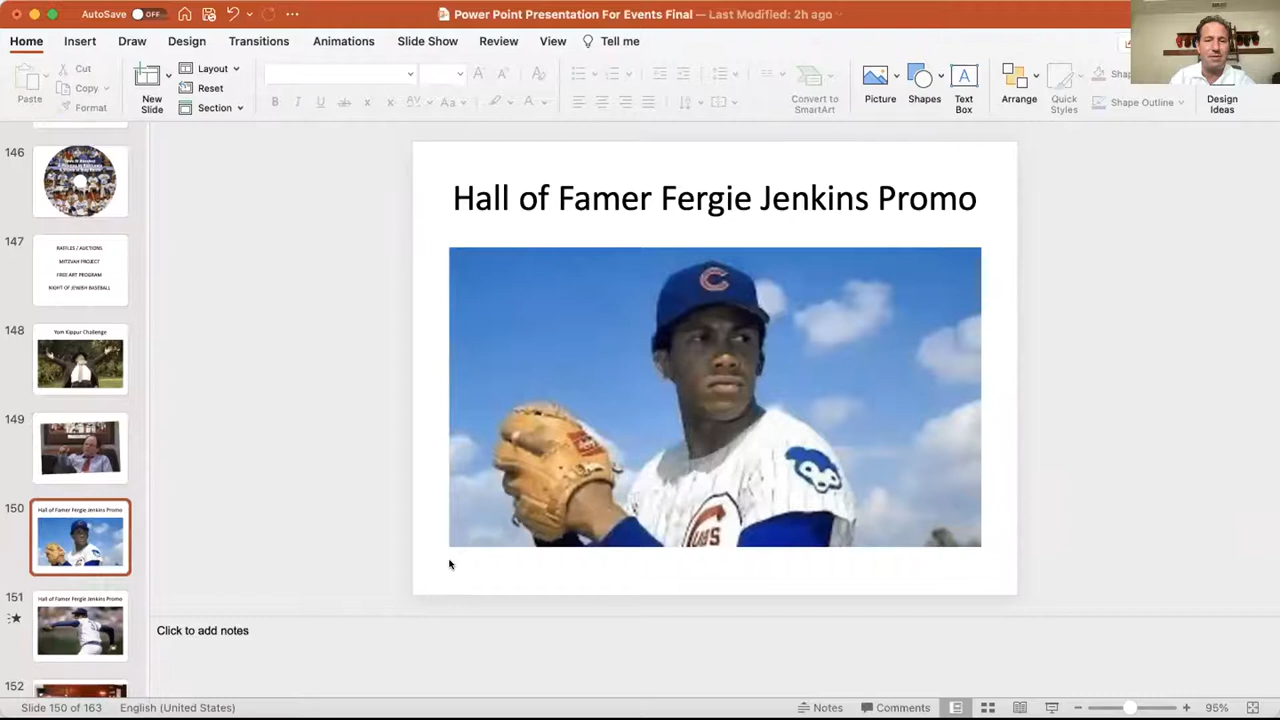 AutoSave OFF
Power Point Presentation For Events Final — Last Modified: 2h ago
Home Insert Draw Design Transitions Animations Slide Show Review View Tell me
Paste
Cut
Copy
Format
New Slide
Layout
Reset
Section
Convert to SmartArt
Picture
Shapes
Text Box
Arrange
Quick Styles
Shape Outline
Design Ideas
146
147
RAFFLES / AUCTIONS
MITZVAH PROJECT
FREE ART PROGRAM
NIGHT OF JEWISH BASEBALL
148
Yom Kippur Challenge
149
150
Hall of Famer Fergie Jenkins Promo
151
Hall of Famer Fergie Jenkins Promo
152
Hall of Famer Fergie Jenkins Promo
C
CUBS
Click to add notes
Slide 150 of 163 English (United States) Notes Comments 95%